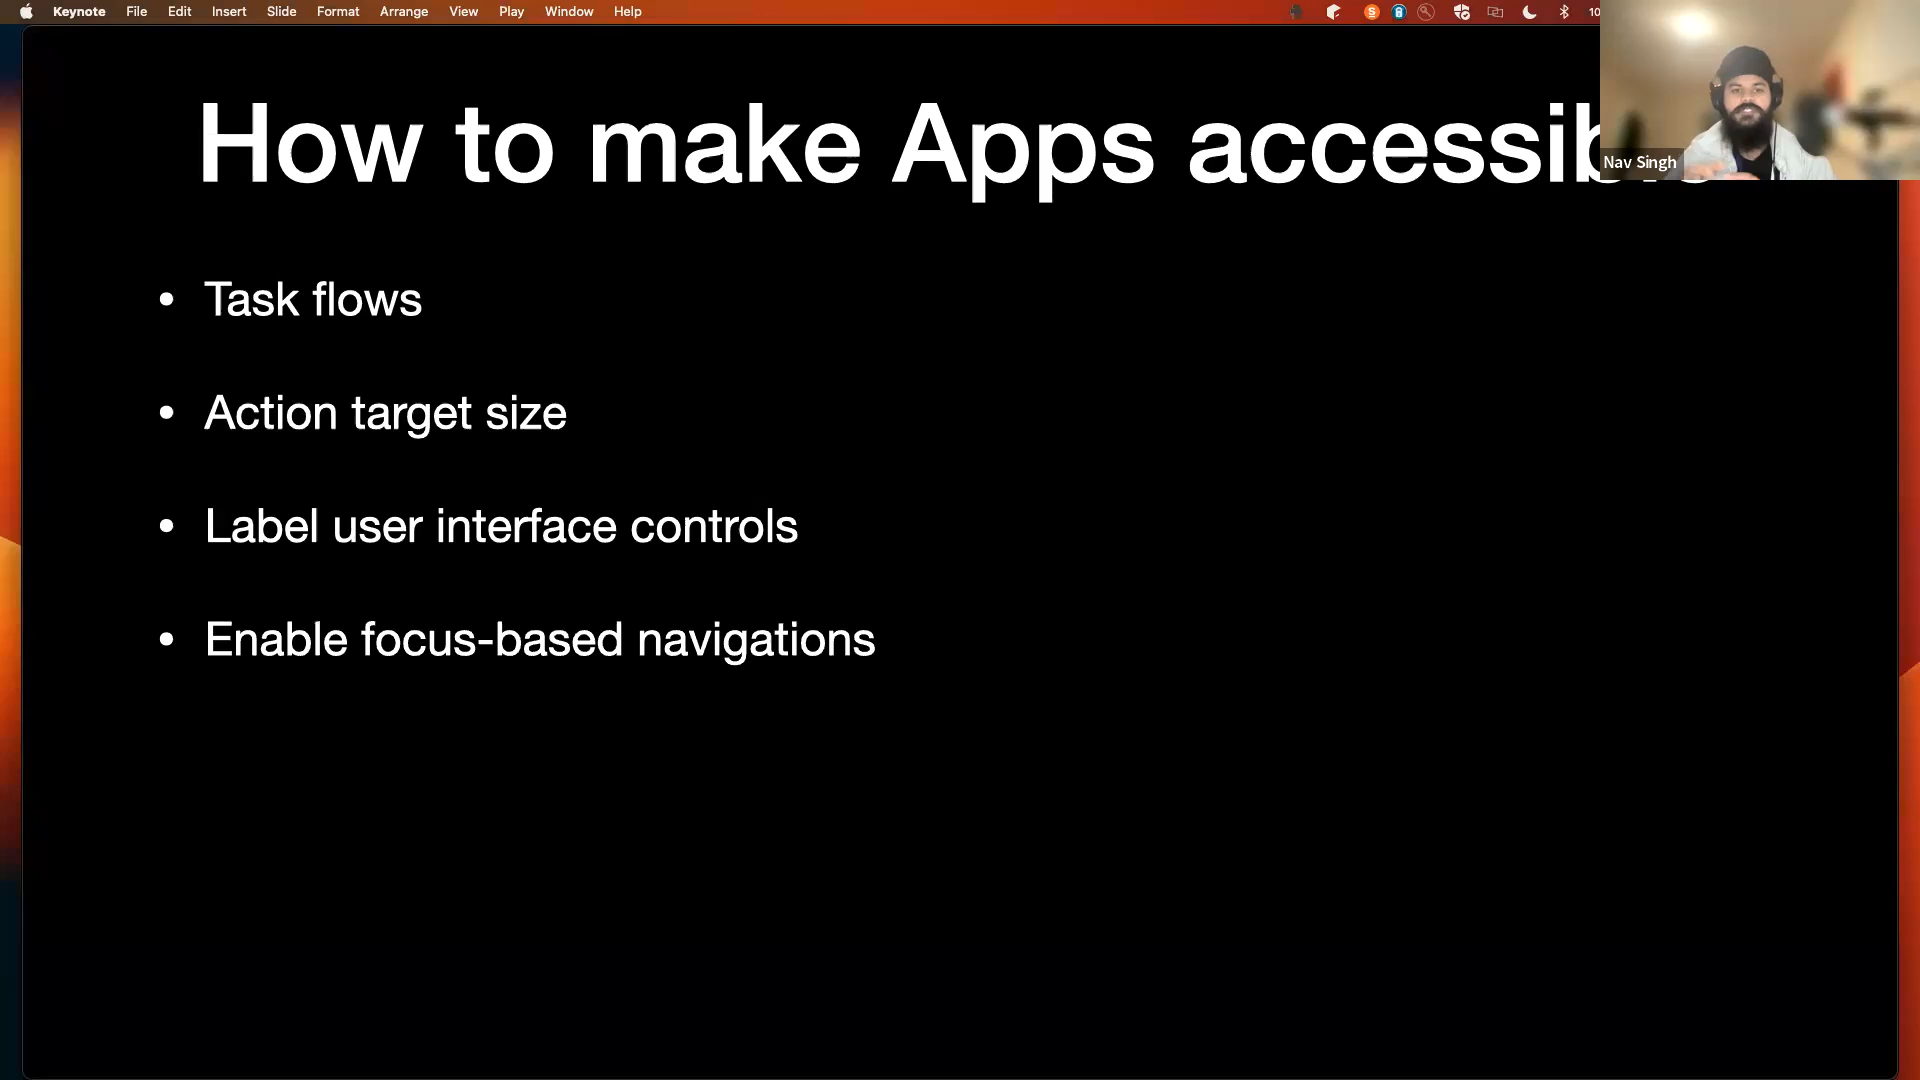 Keynote File Edit Insert Slide Format Arrange View Play Window Help 10
How to make Apps accessib
Nav Singh
• Task flows
• Action target size
• Label user interface controls
• Enable focus-based navigations